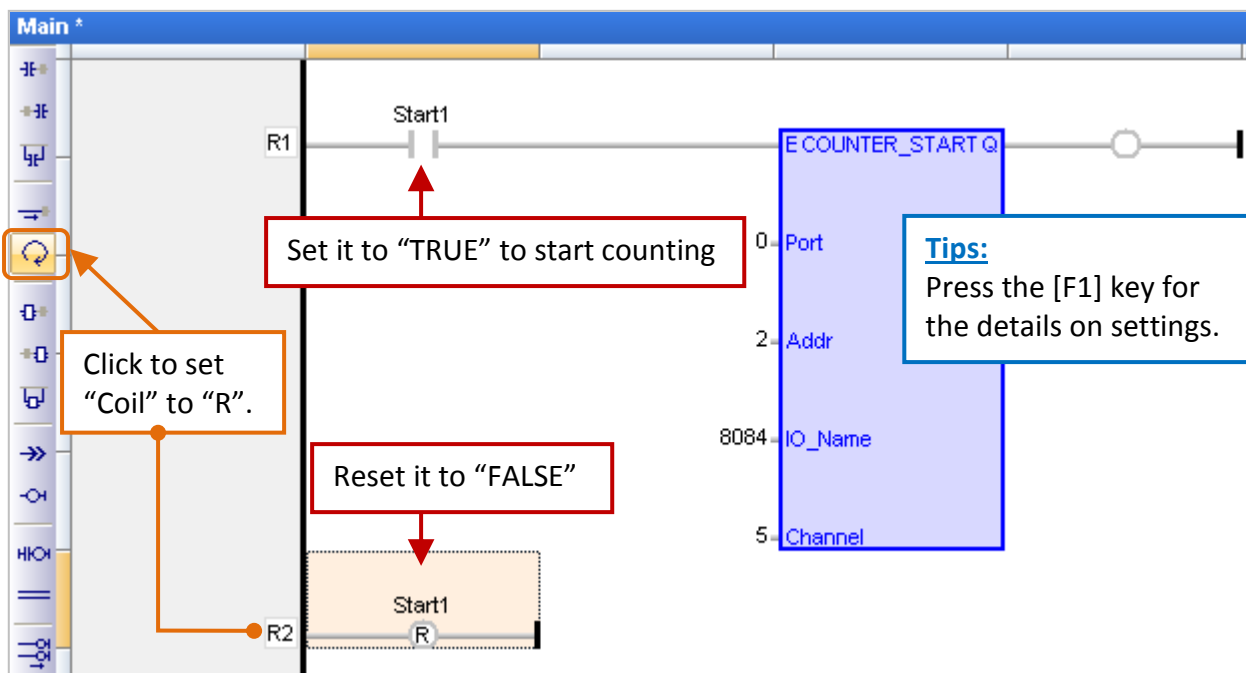 Main *
Start1
R1
E COUNTER_START Q
Set it to “TRUE” to start counting
0
Port
Tips:
Press the [F1] key for
the details on settings.
2
Addr
Click to set
“Coil” to “R”.
8084
IO_Name
Reset it to “FALSE”
5
Channel
Start1
R2
R